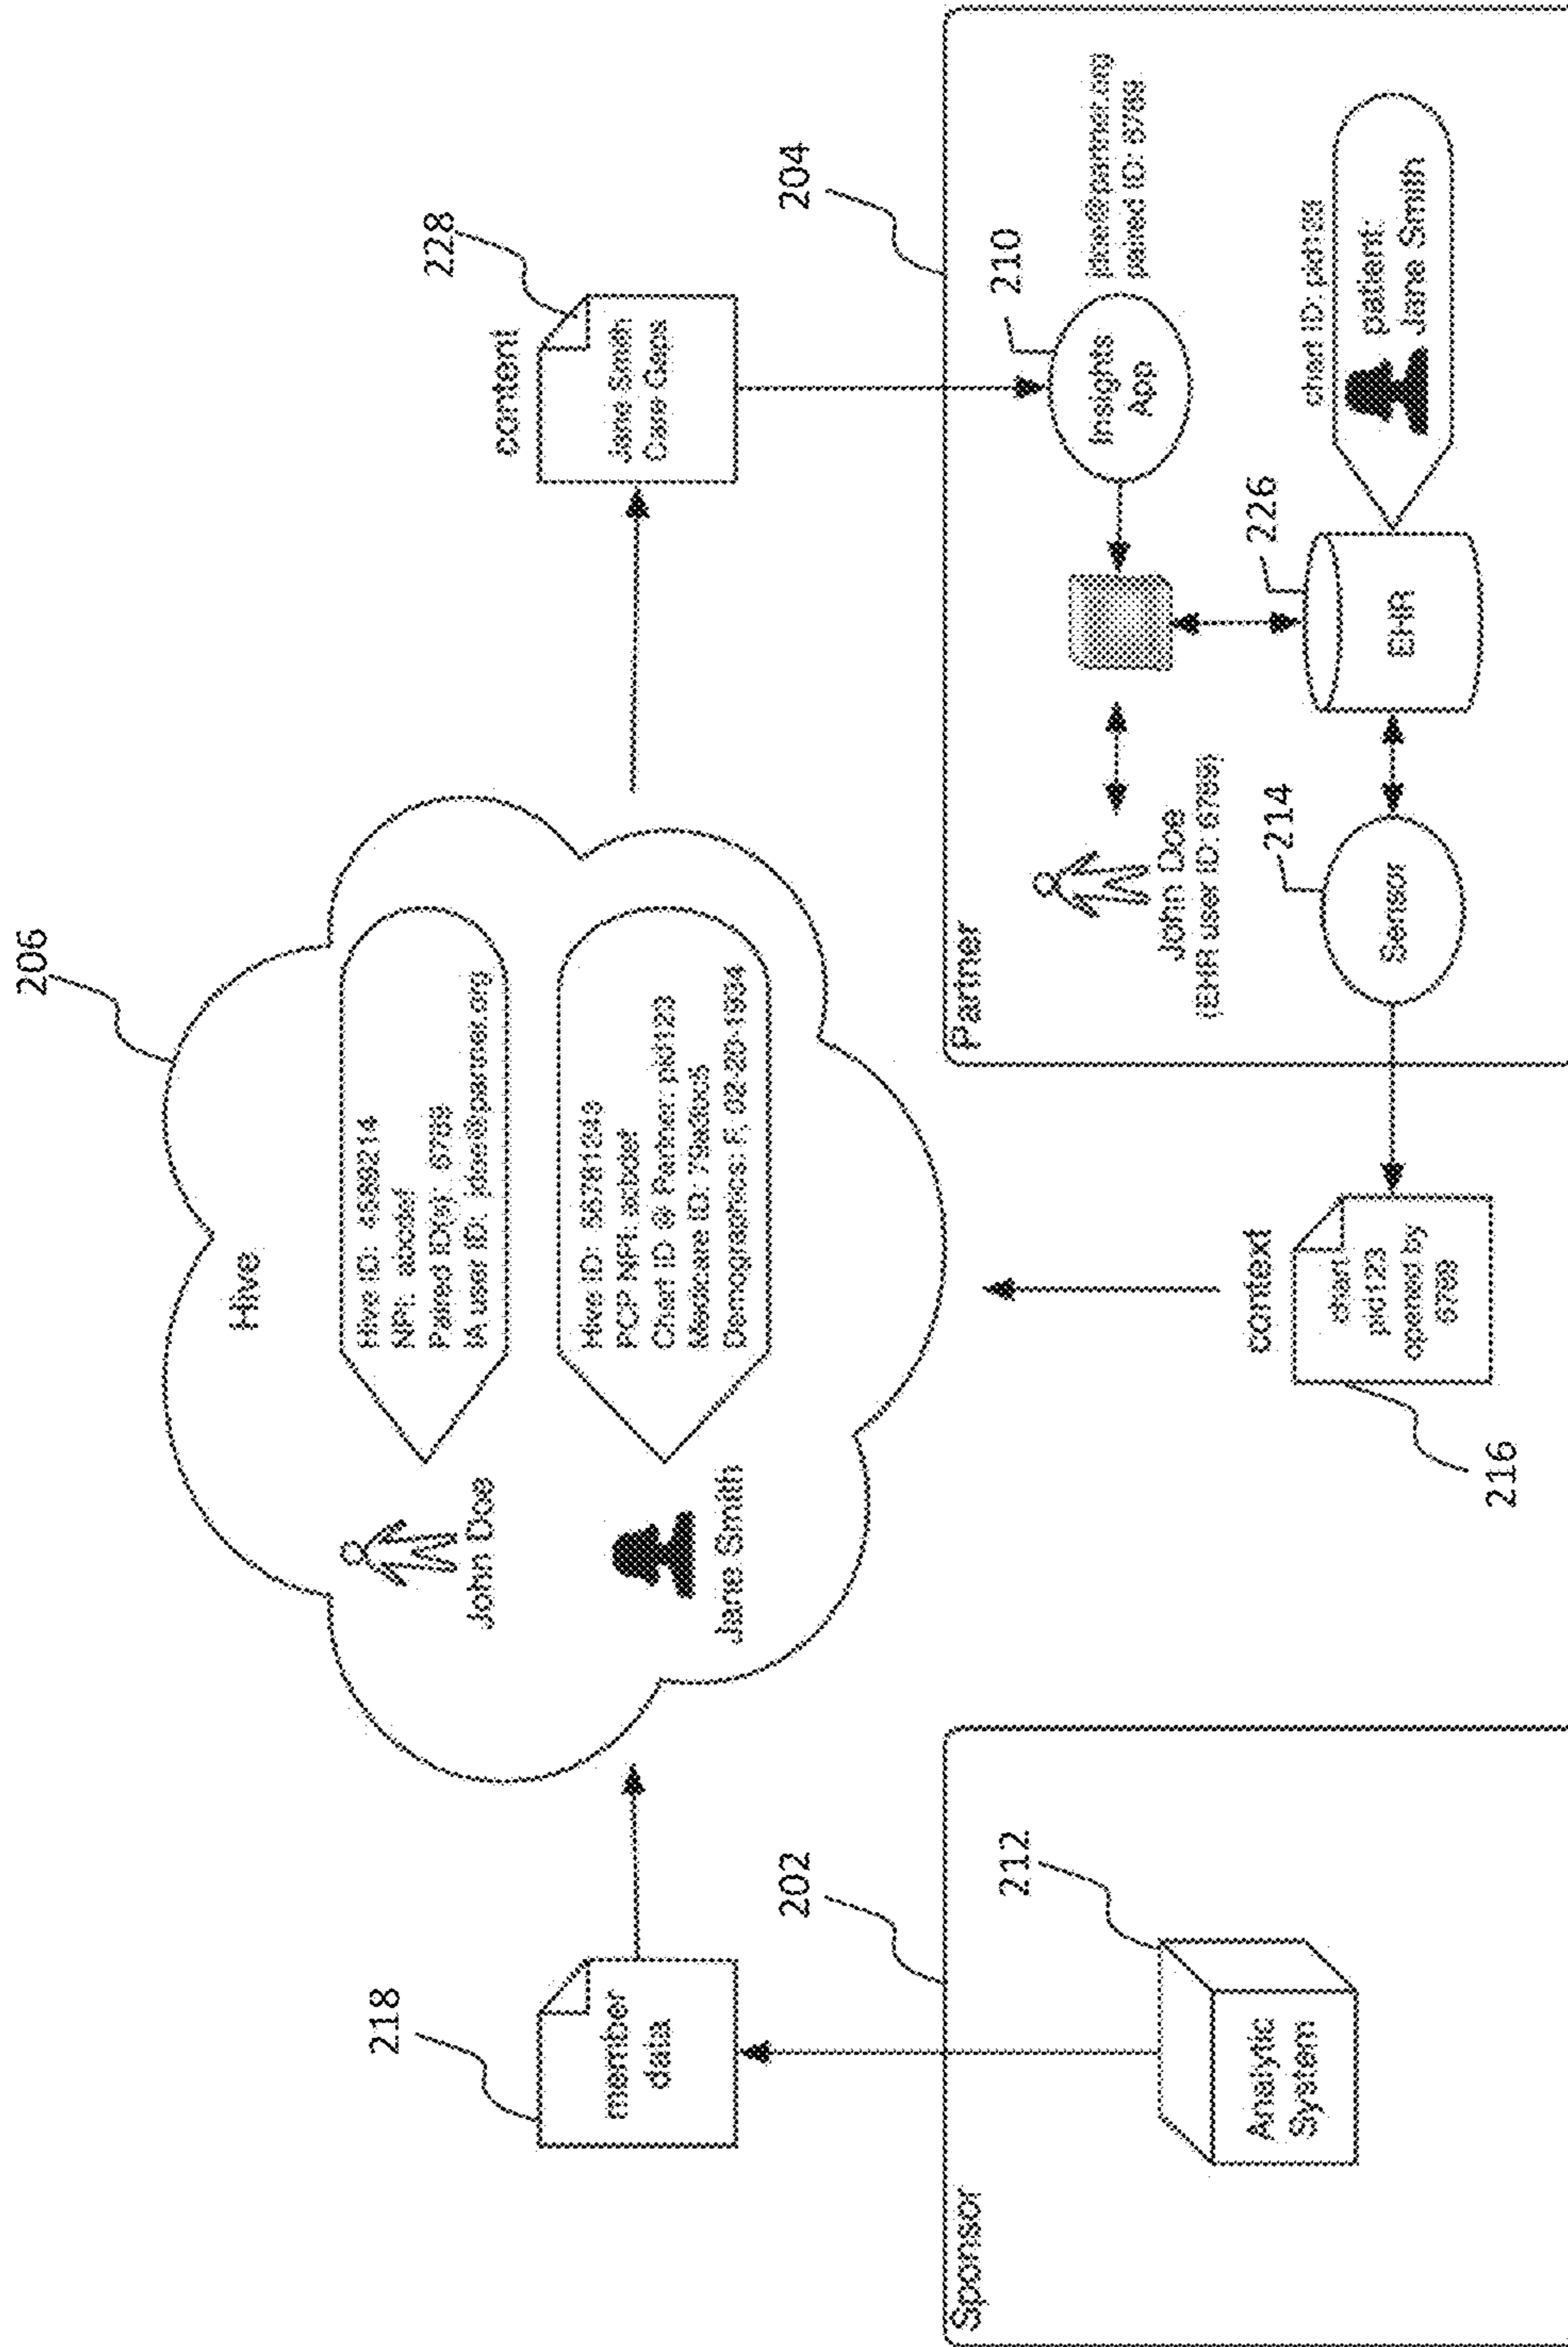 206
Hive
John Doe
Hive ID: 4589214
NPI: abcdef
Paired ID(s): 6789
IA user ID: jdoe@partner.org
Jane Smith
Hive ID: 56781243
PCP NPI: abcdef
Chart ID @ Partner: pid123
Medicare ID:
Demographics: F, 02-20-1934
218
member
data
content
228
Jane Smith
Care Gaps
context
chart
pid123
opened by
6789
216
Sponsor
202
212
Analytic
System
Partner
204
John Doe
(EHR user ID: 6789)
210
Insights
App
jdoe@partner.org
paired ID: 6789
214
Sensor
226
EHR
chart ID: pid123
patient:
Jane Smith